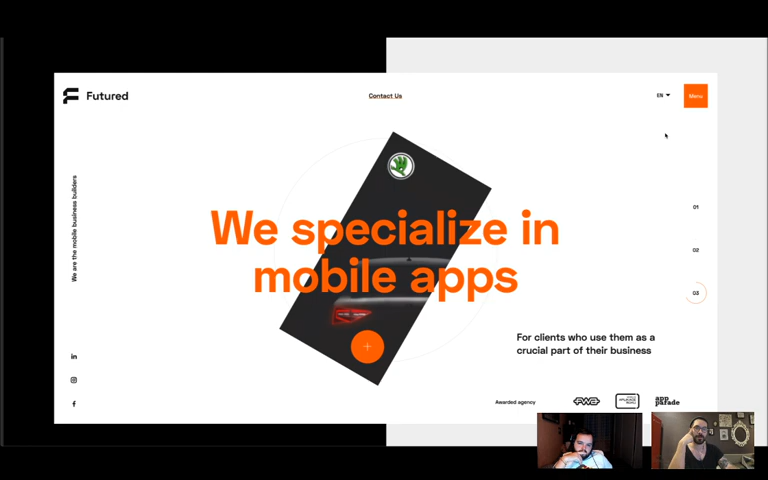 Futured
Contact Us
EN
Menu
We are the mobile business builders
We specialize in
mobile apps
01
02
03
For clients who use them as a
crucial part of their business
Awarded agency
FWA
app
parade